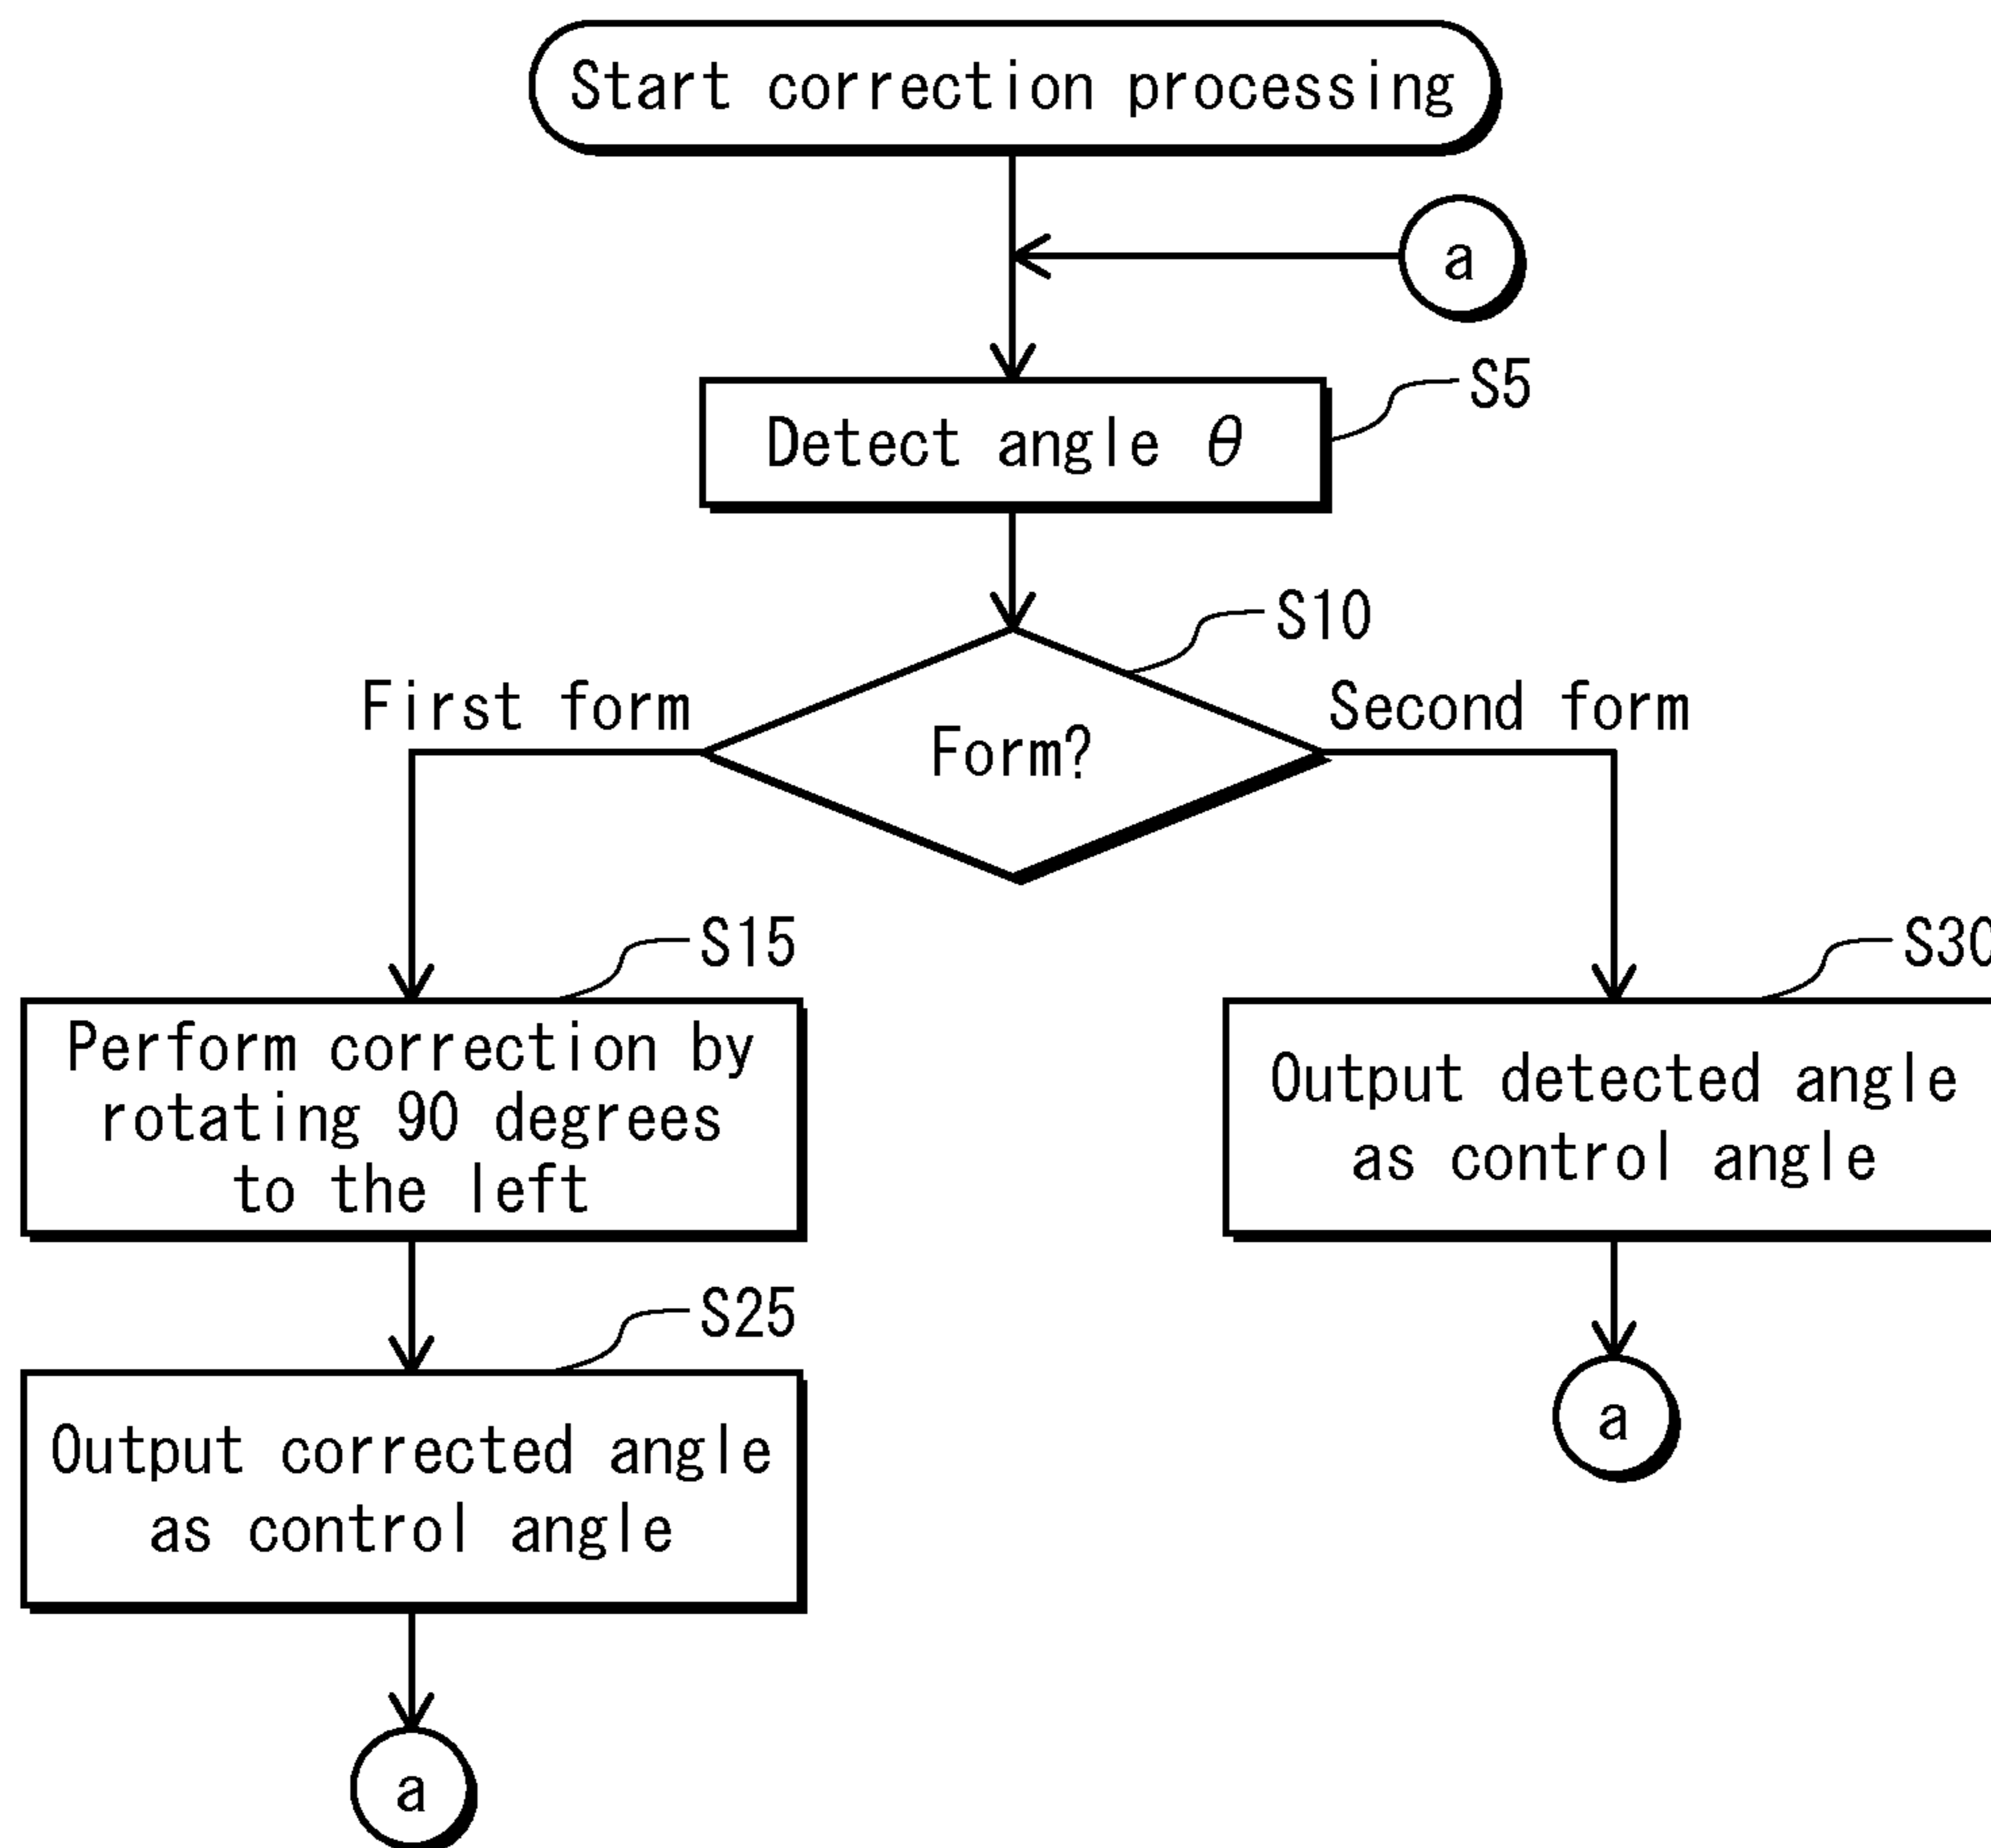 Start correction processing
a
S5
Detect angle θ
S10
First form
Form?
Second form
S15
Perform correction by
rotating 90 degrees
to the left
S30
Output detected angle
as control angle
S25
Output corrected angle
as control angle
a
a